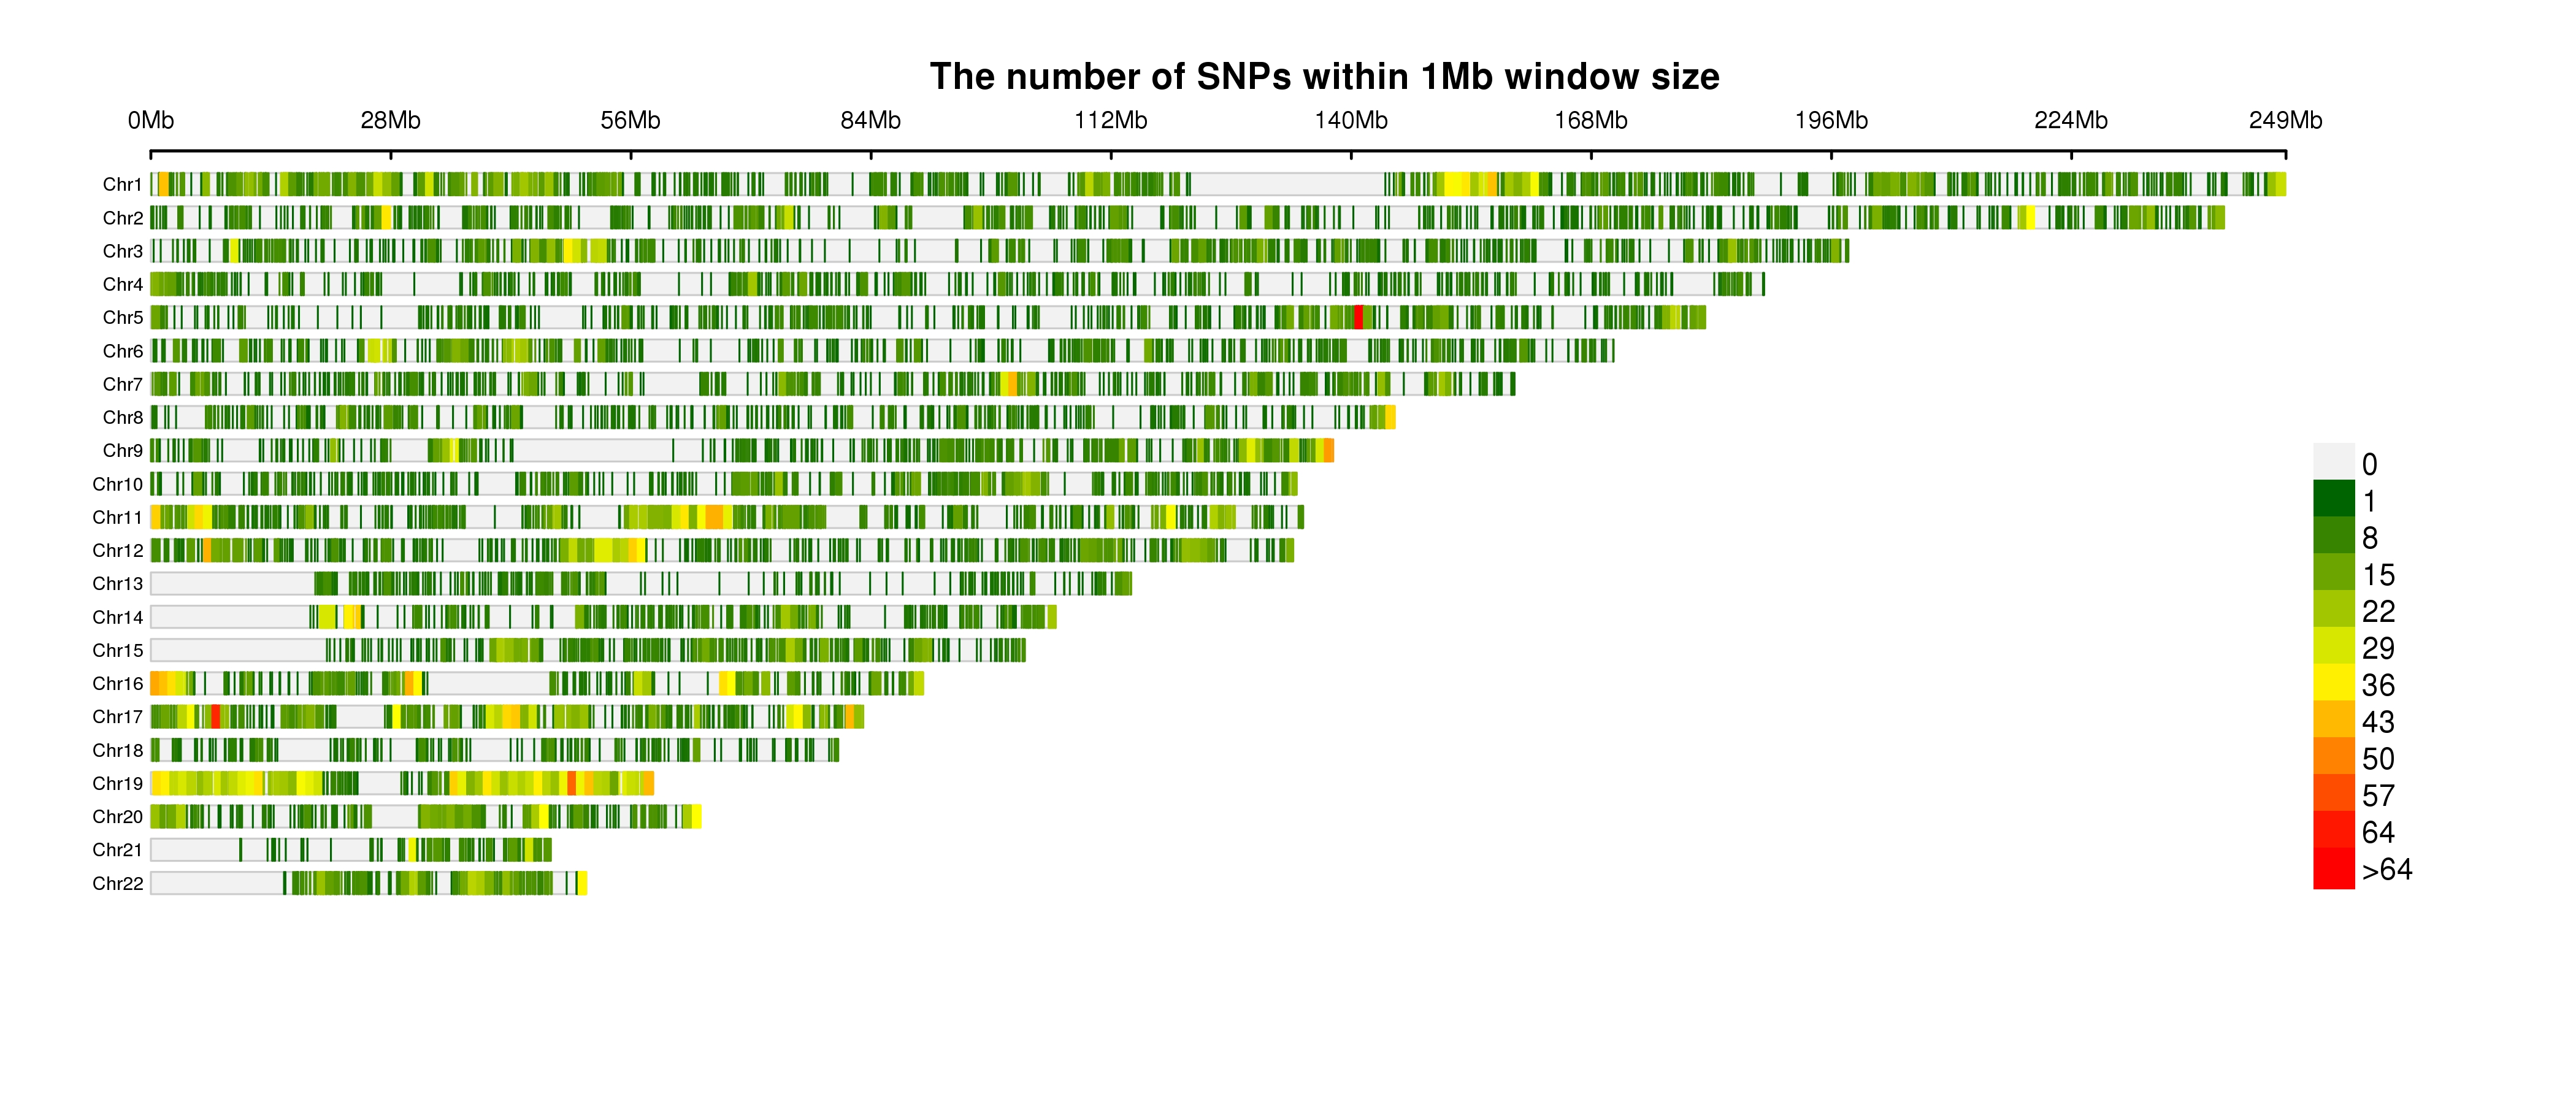 The number of SNPs within 1Mb window size
0Mb 28Mb 56Mb 84Mb 112Mb 140Mb 168Mb 196Mb 224Mb 249Mb
Chr1
Chr2
Chr3
Chr4
Chr5
Chr6
Chr7
Chr8
Chr9
Chr10
Chr11
Chr12
Chr13
Chr14
Chr15
Chr16
Chr17
Chr18
Chr19
Chr20
Chr21
Chr22
0
1
8
15
22
29
36
43
50
57
64
>64